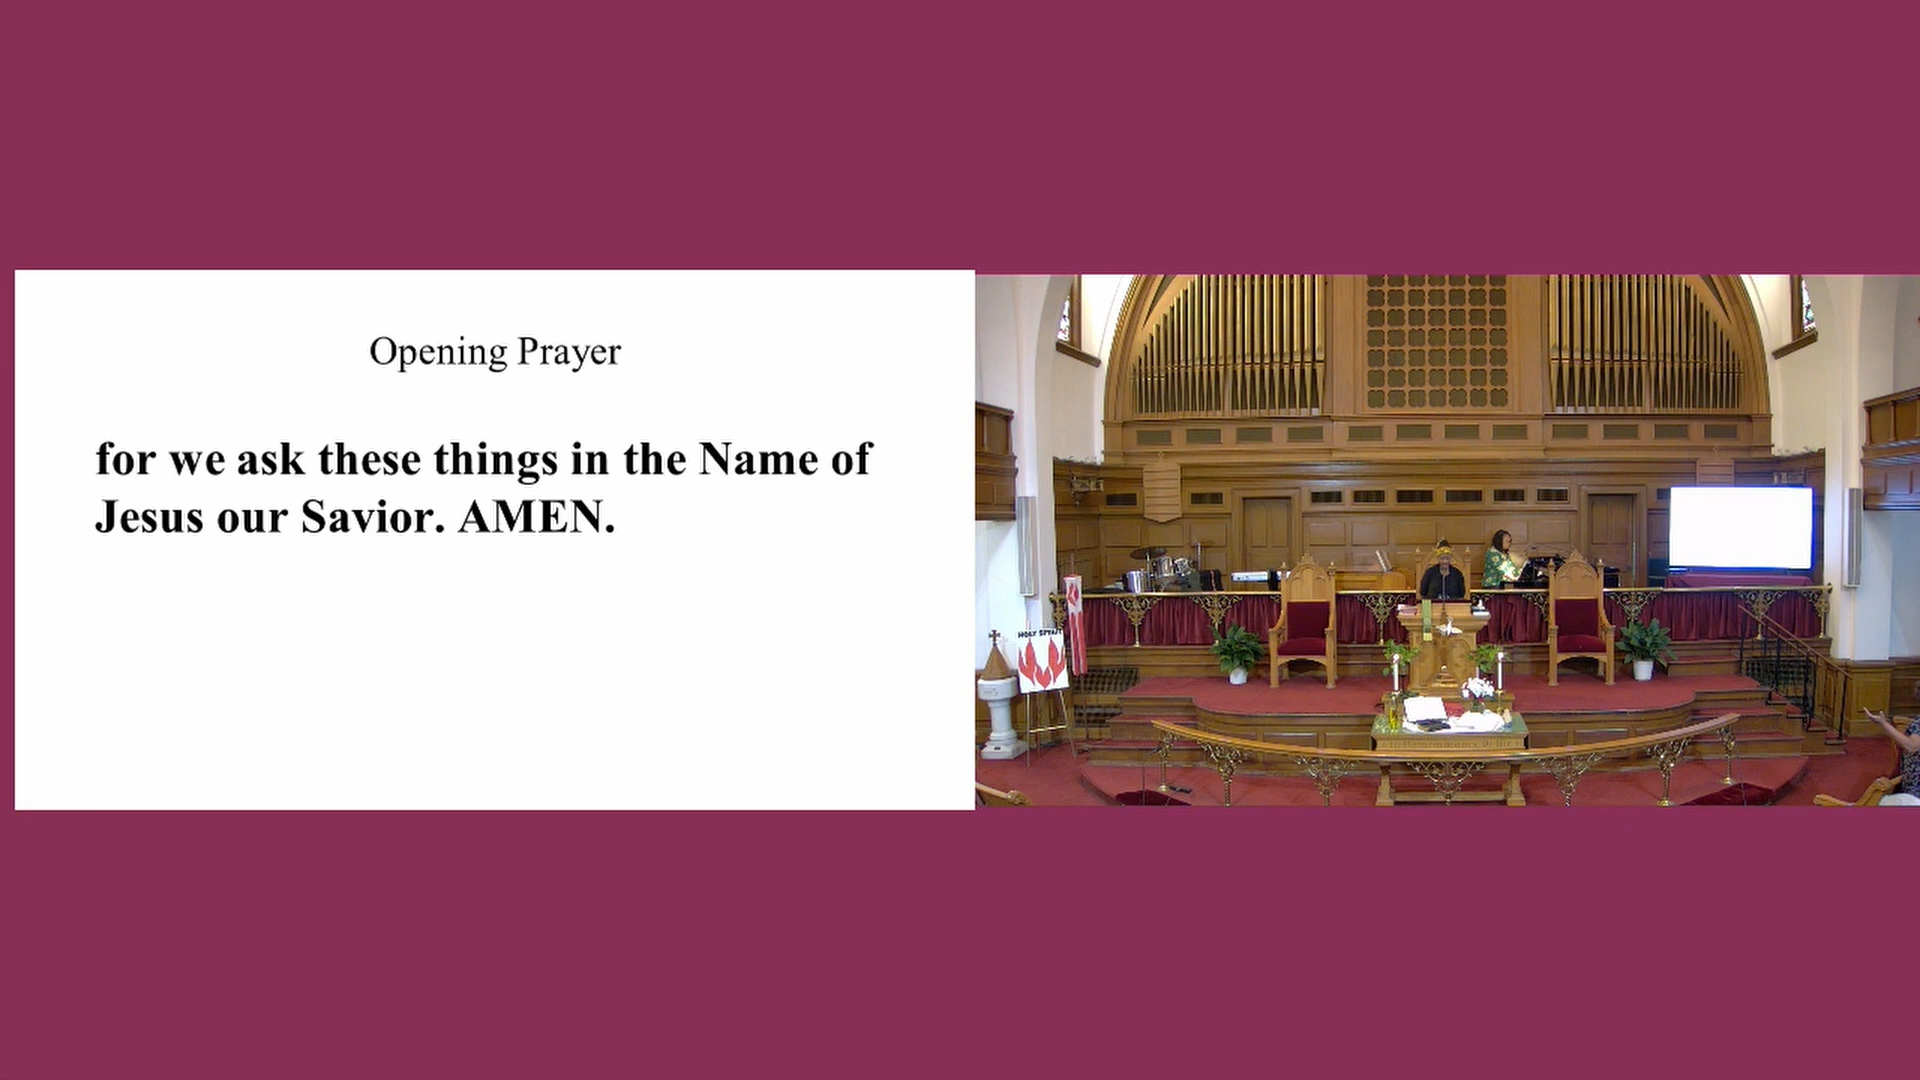 Opening Prayer
for we ask these things in the Name of
Jesus our Savior. AMEN.
HOLY SPIRIT